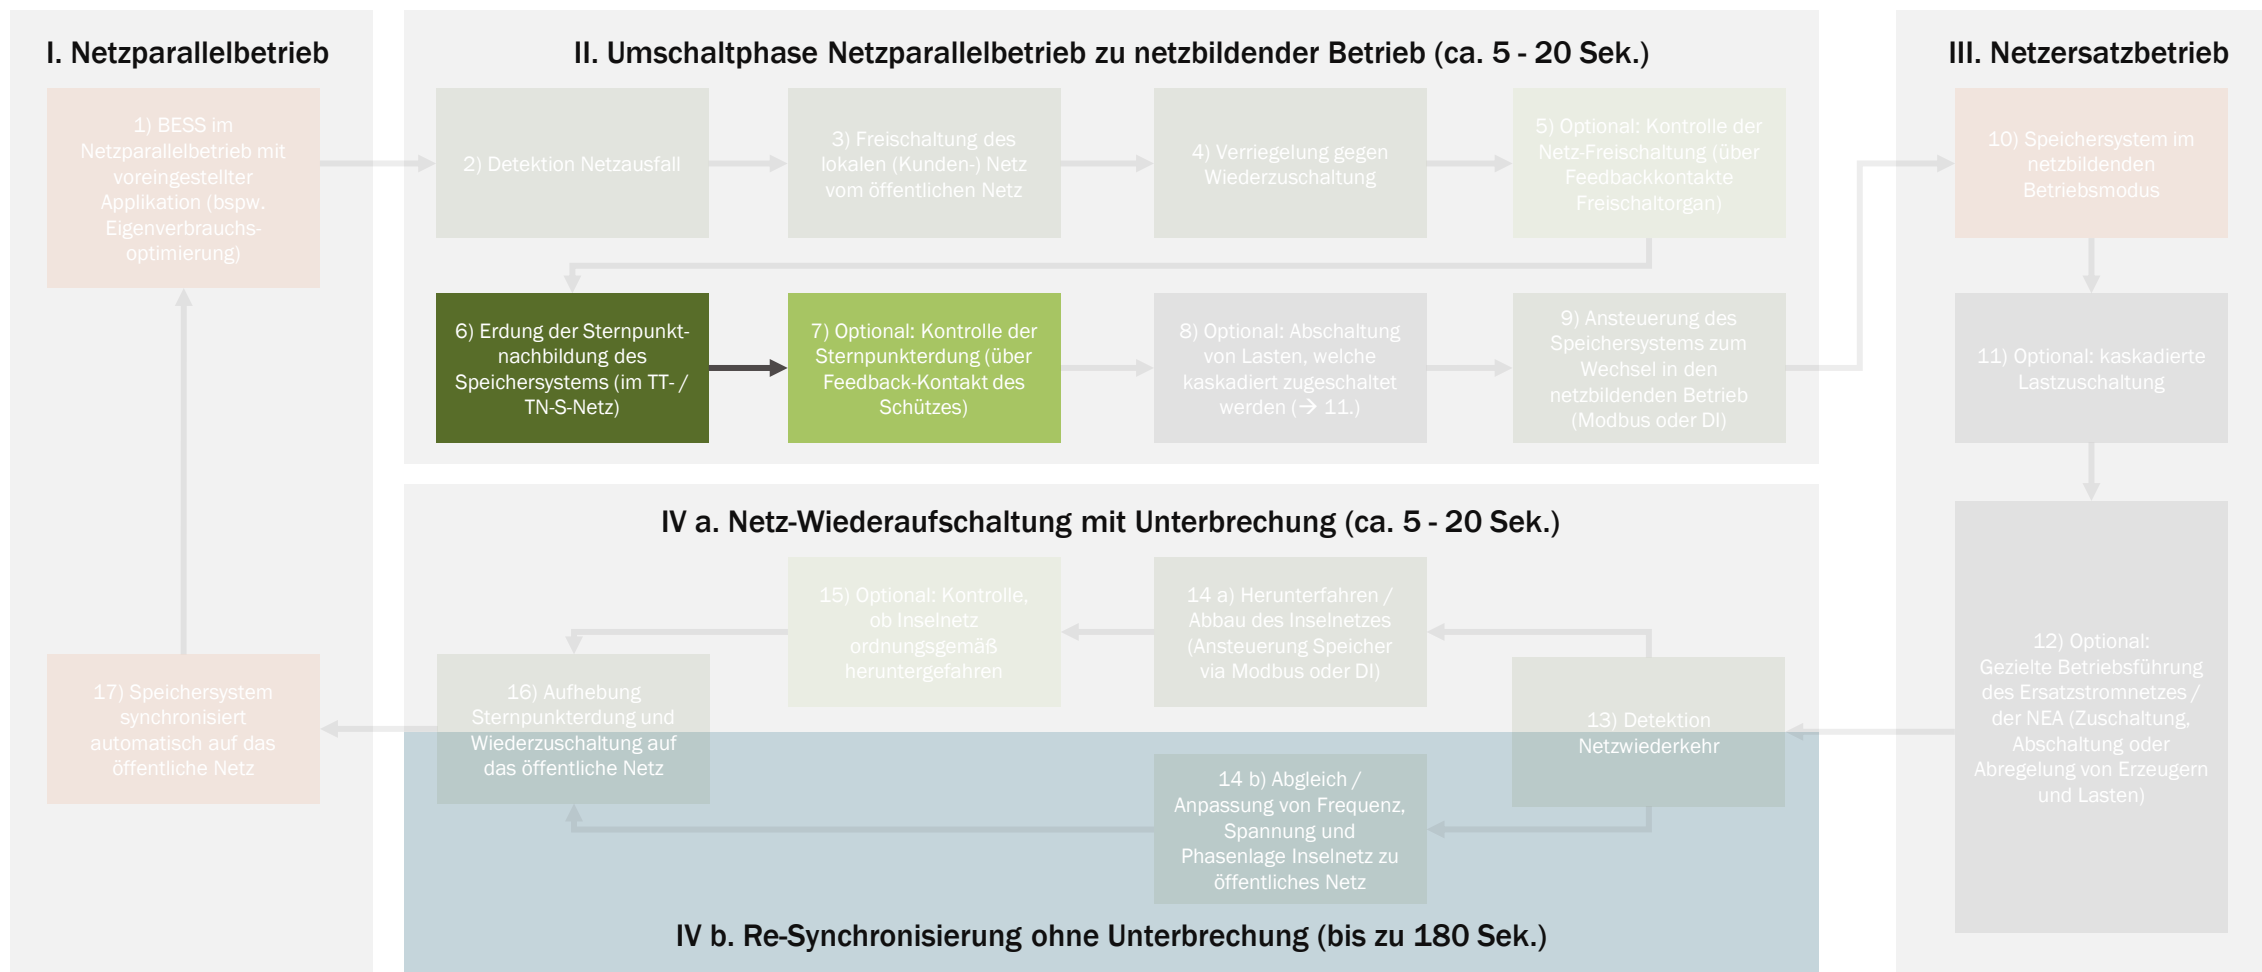 I. Netzparallelbetrieb
1) BESS im
Netzparallelbetrieb mit
voreingestellter
Applikation (bspw.
Eigenverbrauchs-
optimierung)
II. Umschaltphase Netzparallelbetrieb zu netzbildender Betrieb (ca. 5 - 20 Sek.)
2) Detektion Netzausfall
3) Freischaltung des
lokalen (Kunden-) Netz
vom öffentlichen Netz
4) Verriegelung gegen
Wiederzuschaltung
5) Optional: Kontrolle der
Netz-Freischaltung (über
Feedbackkontakte
Freischaltorgan)
6) Erdung der Sternpunkt-
nachbildung des
Speichersystems (im TT- /
TN-S-Netz)
7) Optional: Kontrolle der
Sternpunkterdung (über
Feedback-Kontakt des
Schützes)
8) Optional: Abschaltung
von Lasten, welche
kaskadiert zugeschaltet
werden (→ 11.)
9) Ansteuerung des
Speichersystems zum
Wechsel in den
netzbildenden Betrieb
(Modbus oder DI)
III. Netzersatzbetrieb
10) Speichersystem im
netzbildenden
Betriebsmodus
11) Optional: kaskadierte
Lastzuschaltung
12) Optional:
Gezielte Betriebsführung
des Ersatzstromnetzes /
der NEA (Zuschaltung,
Abschaltung oder
Abregelung von Erzeugern
und Lasten)
IV a. Netz-Wiederaufschaltung mit Unterbrechung (ca. 5 - 20 Sek.)
13) Detektion
Netzwiederkehr
14 a) Herunterfahren /
Abbau des Inselnetzes
(Ansteuerung Speicher
via Modbus oder DI)
15) Optional: Kontrolle,
ob Inselnetz
ordnungsgemäß
heruntergefahren
14 b) Abgleich /
Anpassung von Frequenz,
Spannung und
Phasenlage Inselnetz zu
öffentliches Netz
16) Aufhebung
Sternpunkterdung und
Wiederzuschaltung auf
das öffentliche Netz
17) Speichersystem
synchronisiert
automatisch auf das
öffentliche Netz
IV b. Re-Synchronisierung ohne Unterbrechung (bis zu 180 Sek.)